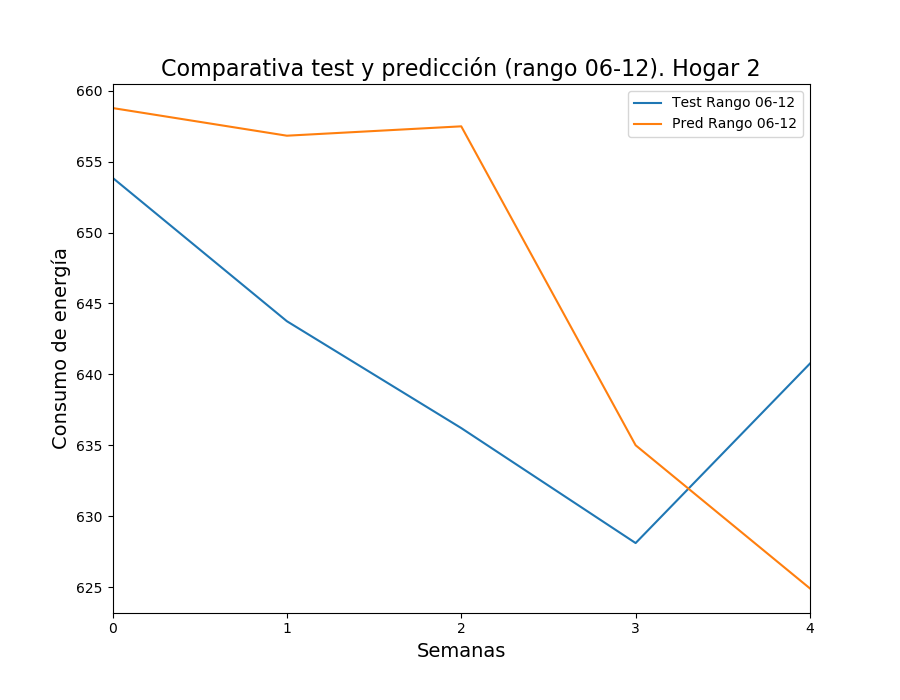 Comparativa test y predicción (rango 06-12). Hogar 2
Test Rango 06-12
Pred Rango 06-12
660
655
650
645
640
635
630
625
Consumo de energía
0 1 2 3 4
Semanas